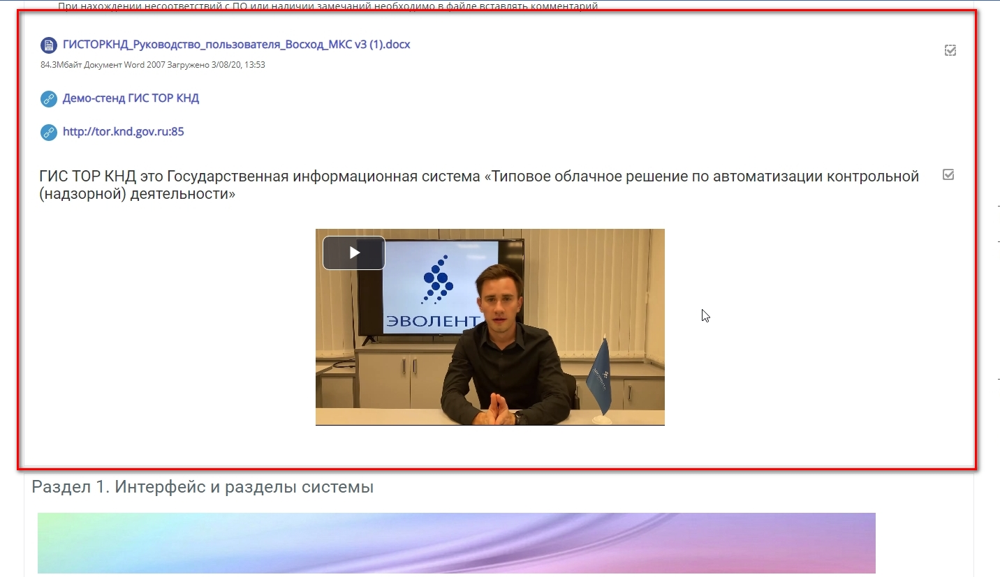 При нахождении несоответствий с ПО или наличии замечаний необходимо в файле вставлять комментарий
ГИСТОРКНД_Руководство_пользователя_Восход_МКС v3 (1).docx
84.3Мбайт Документ Word 2007 Загружено 3/08/20, 13:53
Демо-стенд ГИС ТОР КНД
http://tor.knd.gov.ru:85
ГИС ТОР КНД это Государственная информационная система «Типовое облачное решение по автоматизации контрольной
(надзорной) деятельности»
ЭВОЛЕНТ
Раздел 1. Интерфейс и разделы системы